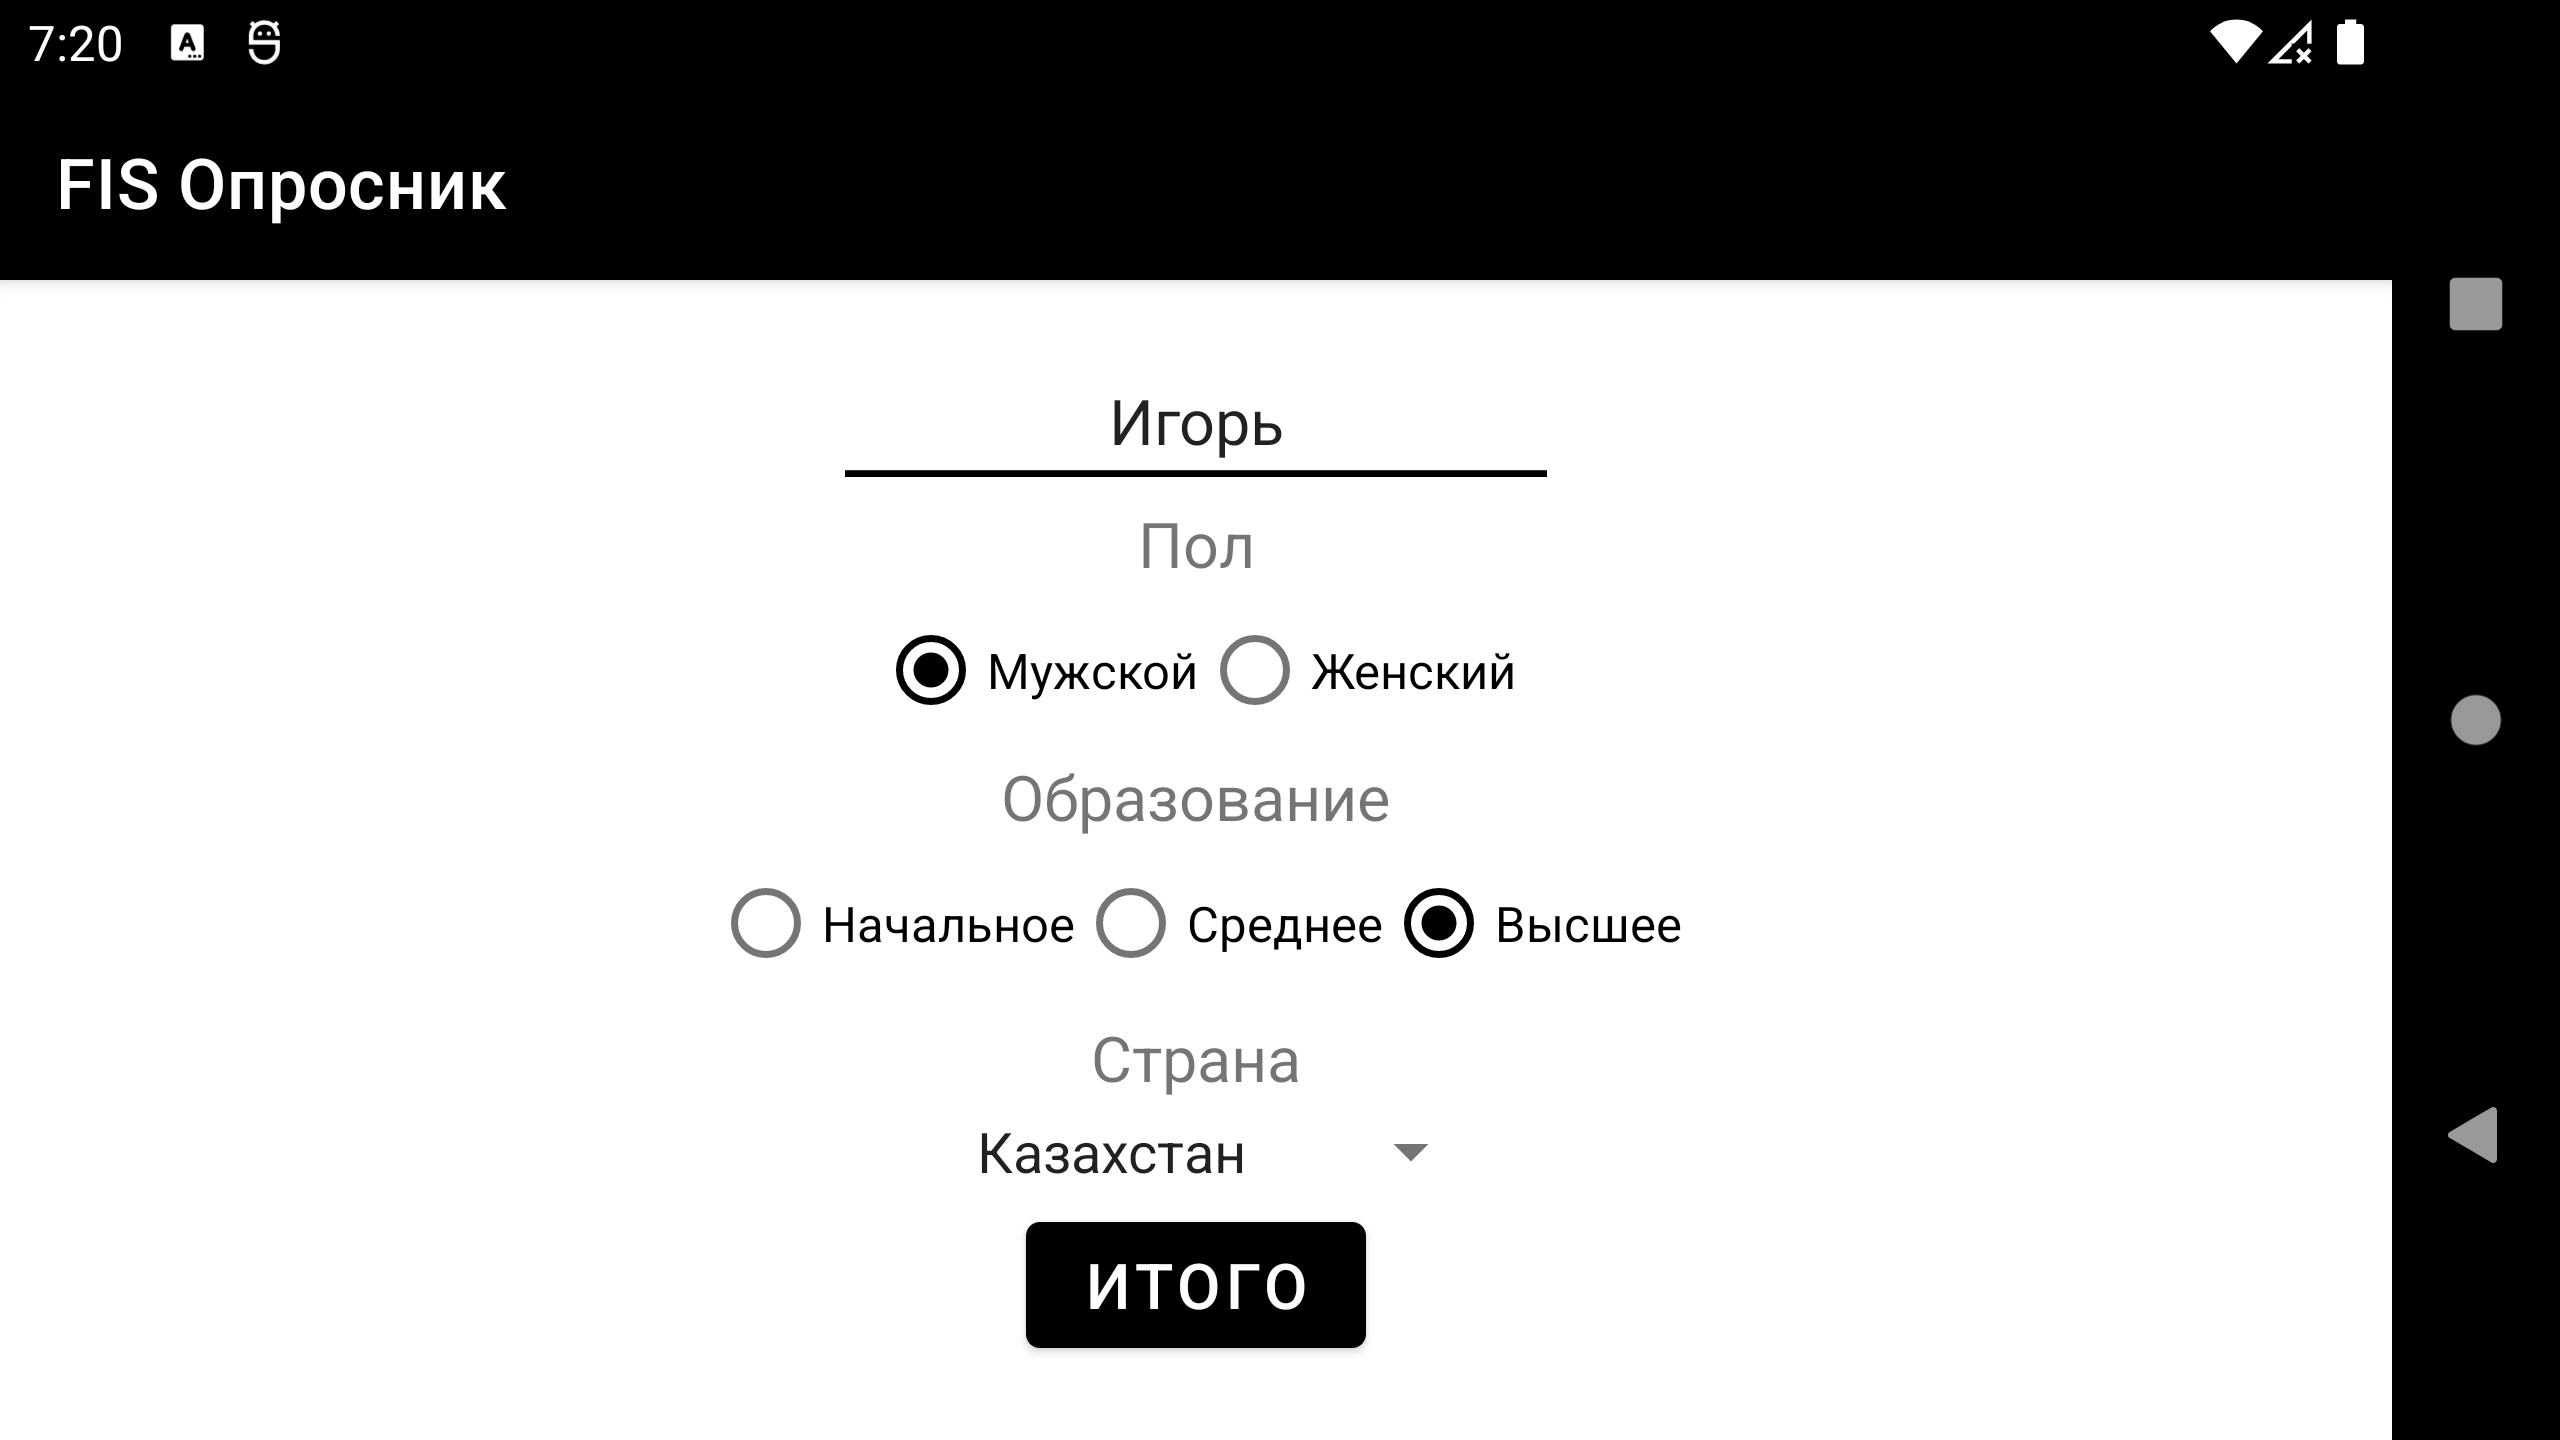 7:20
FIS Опросник
Игорь
Пол
Мужской Женский
Образование
Начальное Среднее Высшее
Страна
Казахстан
ИТОГО